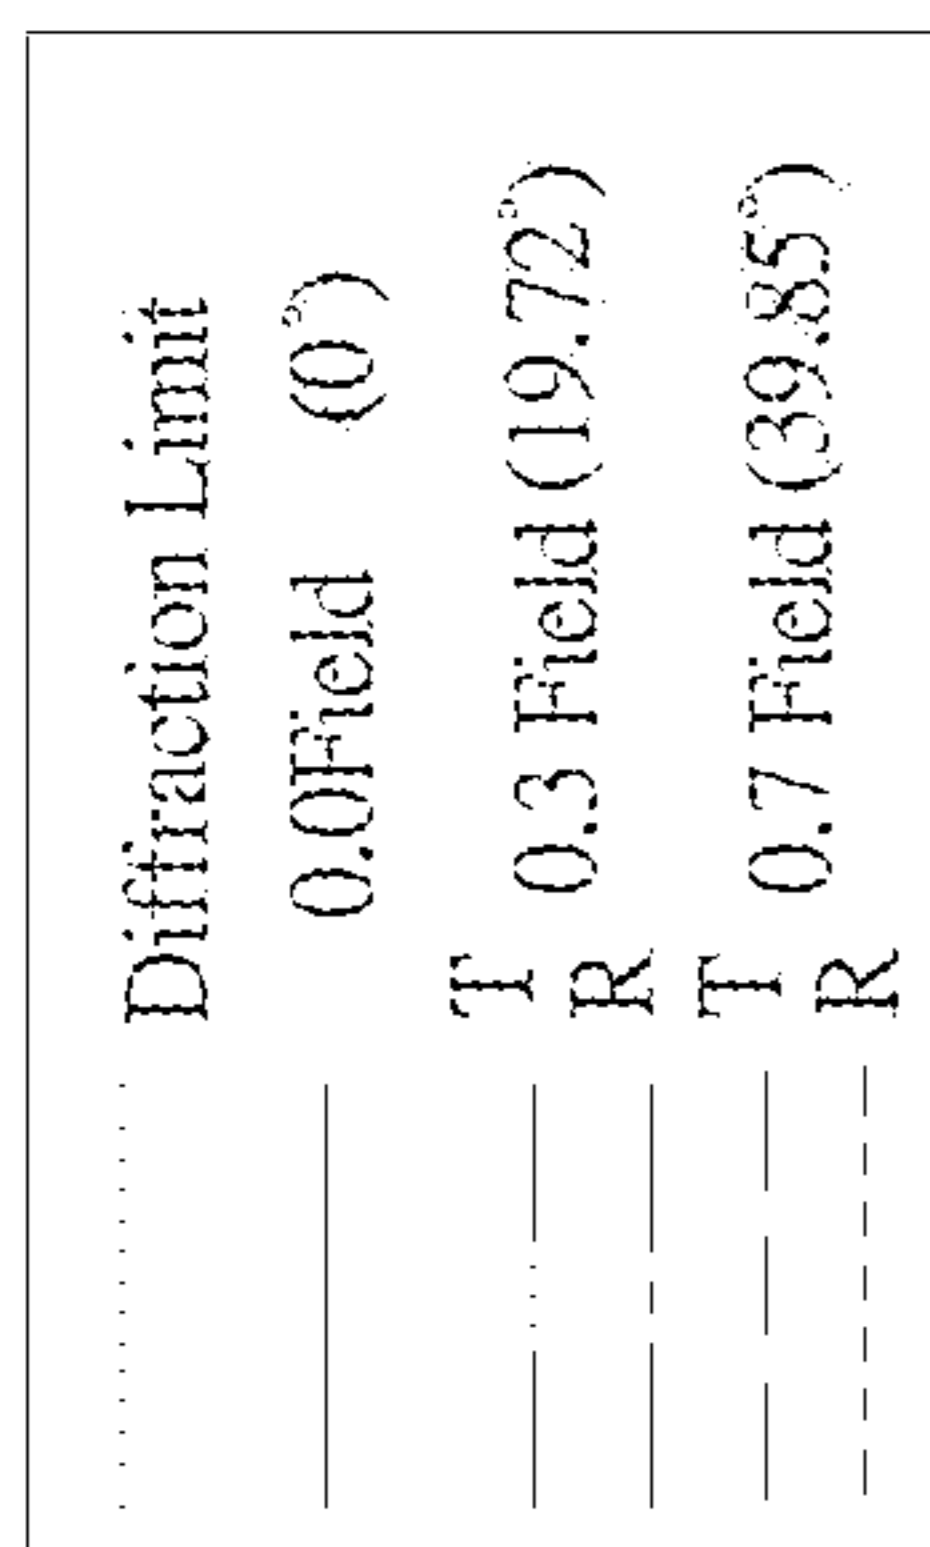 Diffraction Limit
0.0Field (0°)
T
0.3 Field (19.72°)
R
T
0.7 Field (39.85°)
R